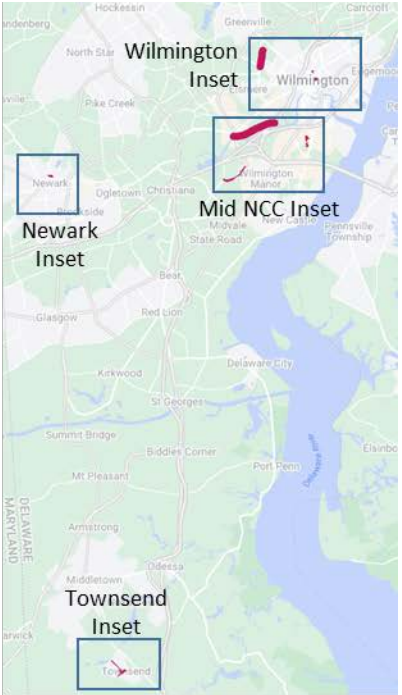 Hockessin
Carrcroft
Greenville
North Star
Wilmington
Inset
Elsmere
Wilmington
Pike Creek
Newark
Ogletown
Christiana
Wilmington
Manor
Brookside
Mid NCC Inset
Newark
Inset
Midvale
New Castle
Pennsville
Township
State Road
Bear
Glasgow
Red Lion
Kirkwood
Delaware City
St Georges
Summit Bridge
Biddles Corner
Delaware River
Port Penn
Mt Pleasant
DELAWARE
MARYLAND
Armstrong
Odessa
Middletown
Townsend
Inset
Townsend